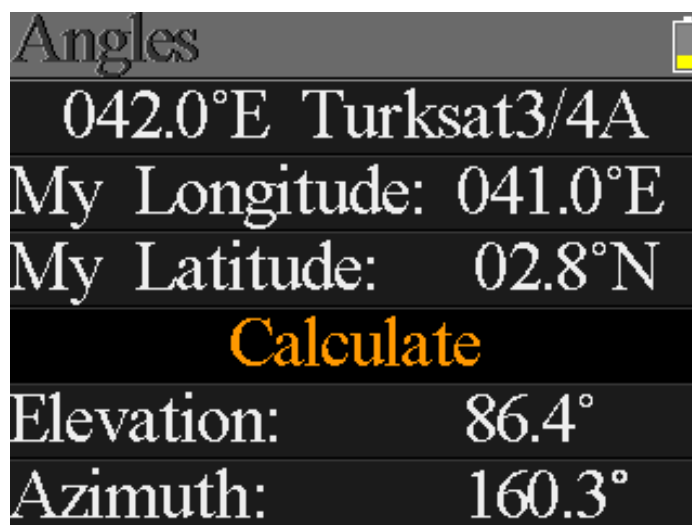 Angles
042.0°E Turksat3/4A
My Longitude: 041.0°E
My Latitude: 02.8°N
Calculate
Elevation: 86.4°
Azimuth: 160.3°